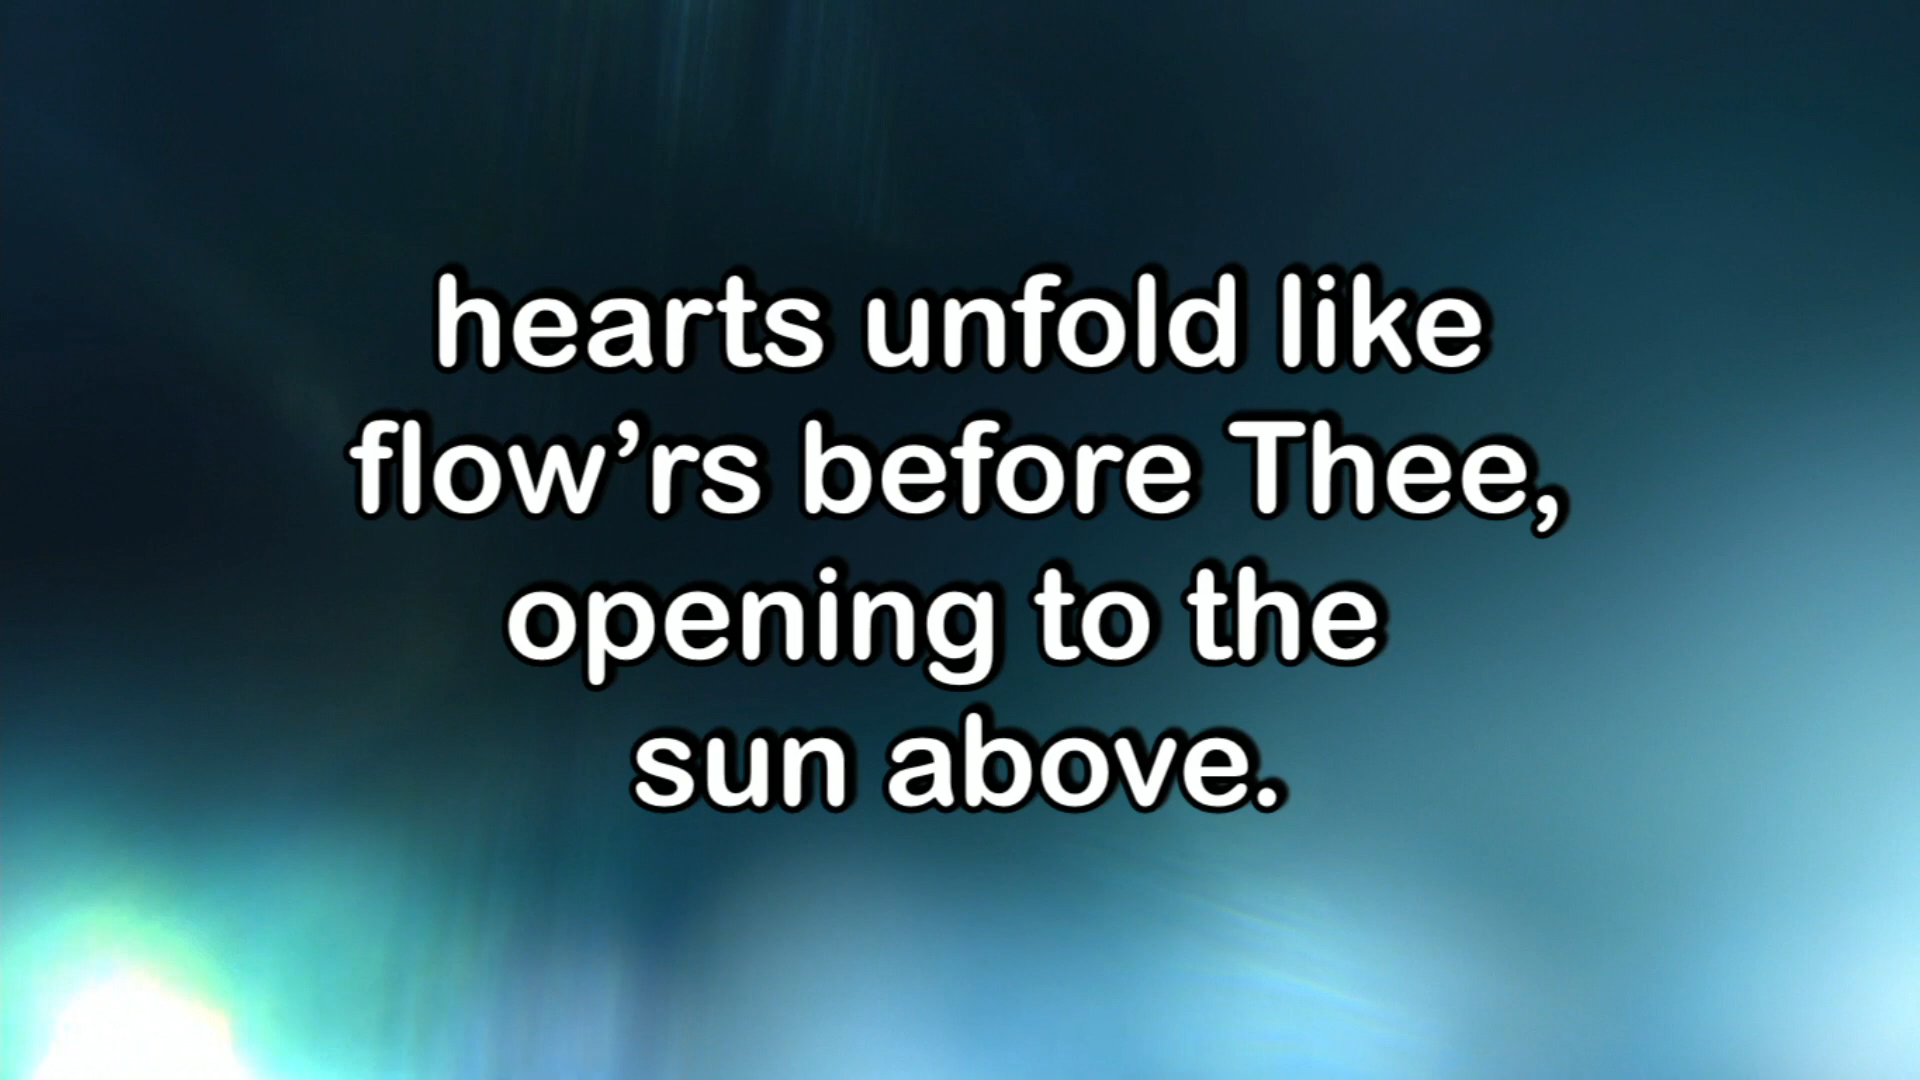 hearts unfold like
flow’rs before Thee,
opening to the
sun above.